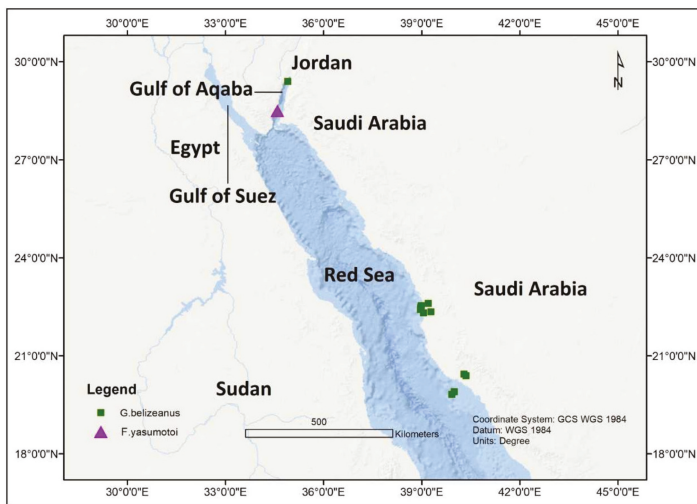 30°0'0"E 33°0'0"E 36°0'0"E 39°0'0"E 42°0'0"E 45°0'0"E
30°0'0"N 30°0'0"N
Jordan
N
Gulf of Aqaba
Saudi Arabia
Egypt
27°0'0"N 27°0'0"N
Gulf of Suez
24°0'0"N 24°0'0"N
Red Sea
Saudi Arabia
21°0'0"N 21°0'0"N
Legend
Sudan
G.belizeanus
F.yasumotoi
500
Kilometers
Coordinate System: GCS WGS 1984
Datum: WGS 1984
Units: Degree
18°0'0"N 18°0'0"N
30°0'0"E 33°0'0"E 36°0'0"E 39°0'0"E 42°0'0"E 45°0'0"E